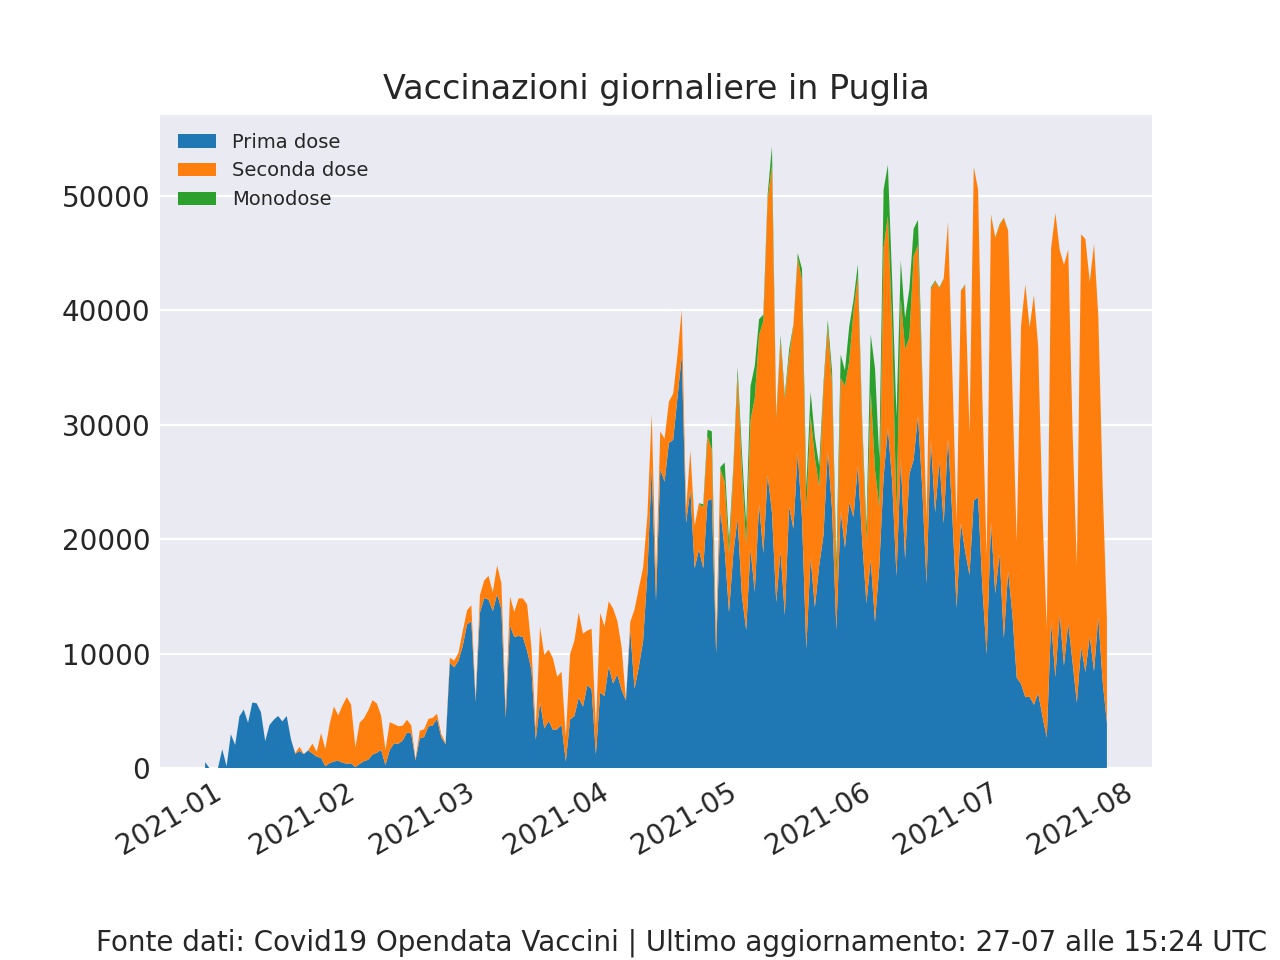 Vaccinazioni giornaliere in Puglia
Prima dose
Seconda dose
Monodose
50000
40000
30000
20000
10000
0
2021-01
2021-02
2021-03
2021-04
2021-05
2021-06
2021-07
2021-08
Fonte dati: Covid19 Opendata Vaccini | Ultimo aggiornamento: 27-07 alle 15:24 UTC